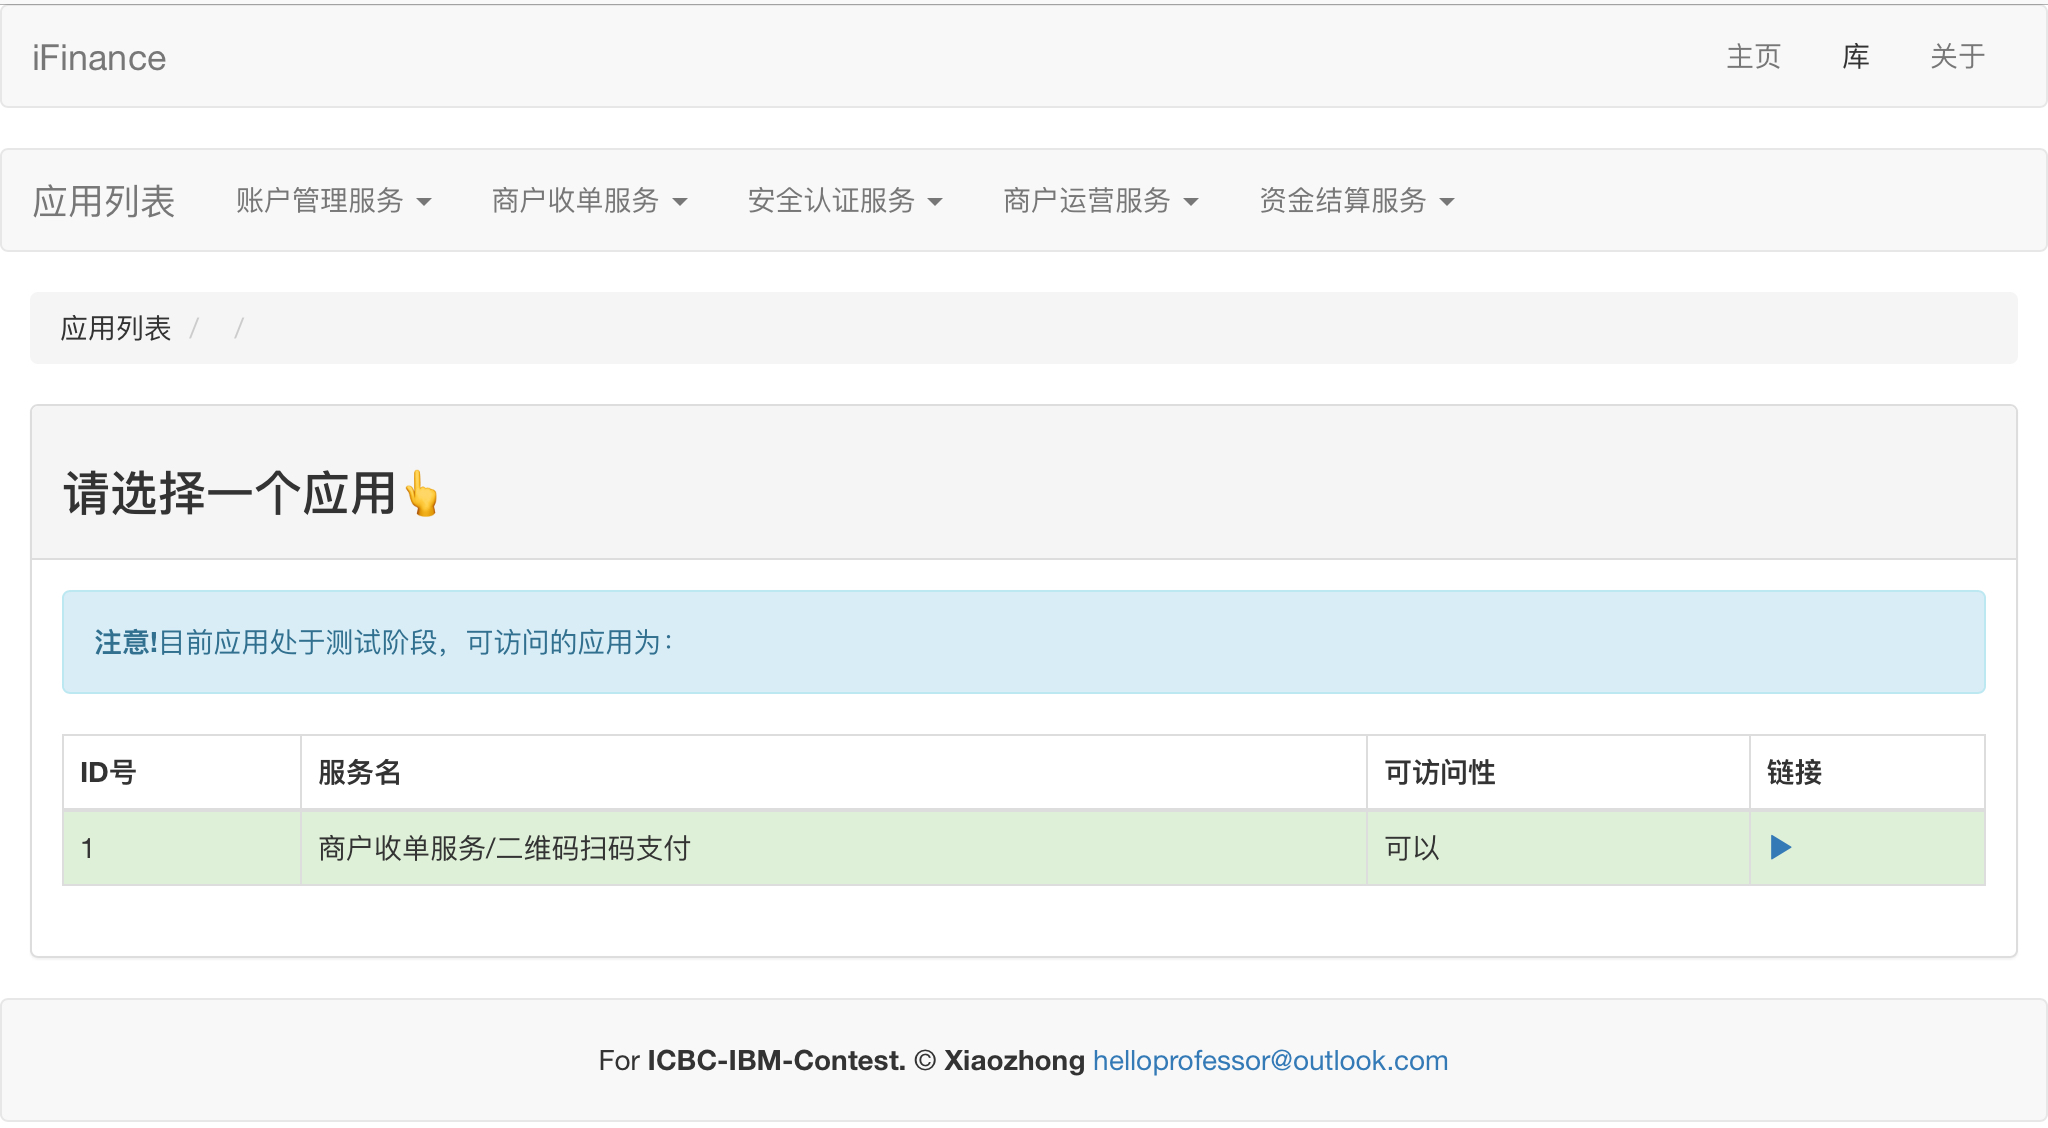 iFinance 主页 库 关于
应用列表 账户管理服务 商户收单服务 安全认证服务 商户运营服务 资金结算服务
应用列表 / /
请选择一个应用👆
注意!目前应用处于测试阶段，可访问的应用为：
ID号 服务名 可访问性 链接
1 商户收单服务/二维码扫码支付 可以
For ICBC-IBM-Contest. © Xiaozhong helloprofessor@outlook.com